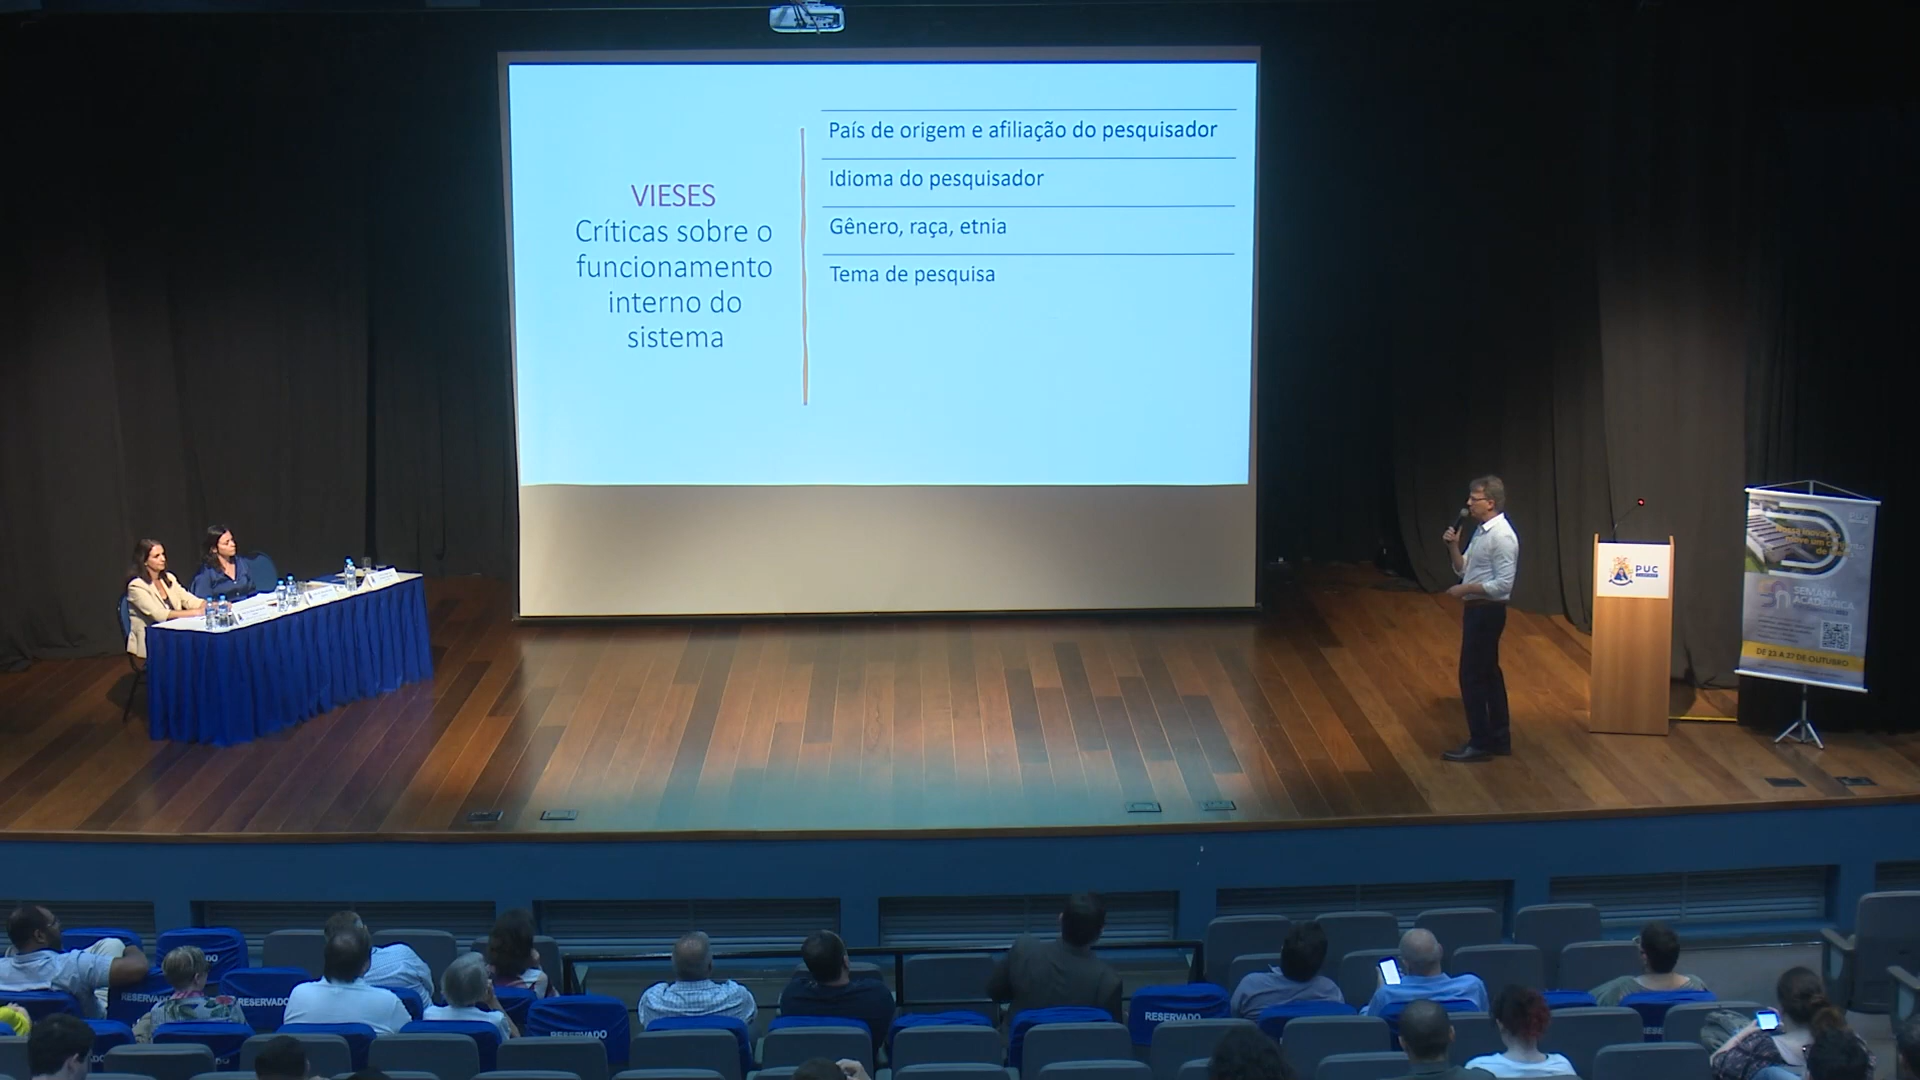 VIESES
Críticas sobre o
funcionamento
interno do
sistema
País de origem e afiliação do pesquisador
Idioma do pesquisador
Gênero, raça, etnia
Tema de pesquisa
PUC
SEMANA
ACADÊMICA
DE 23 A 27 DE OUTUBRO
RESERVADO
RESERVADO
RESERVADO
RESERVADO